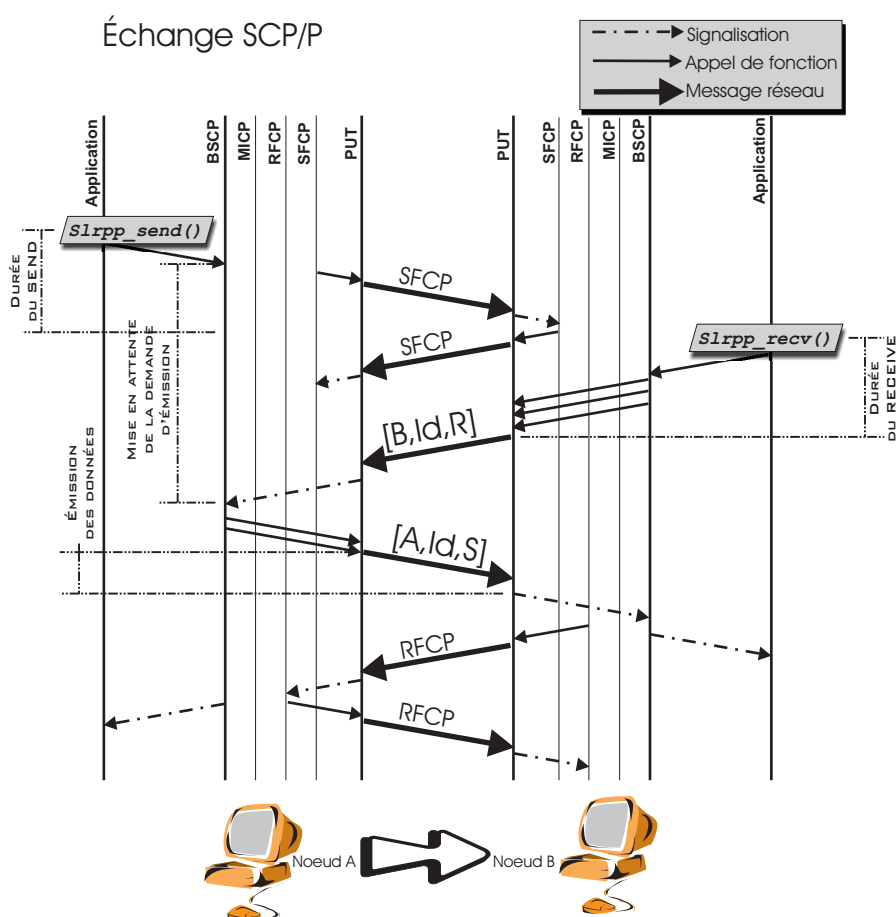 Échange SCP/P
Signalisation
Appel de fonction
Message réseau
Application
BSCP
MICP
RFCP
SFCP
PUT
PUT
SFCP
RFCP
MICP
BSCP
Application
Slrpp_send()
DURÉE
DU SEND
SFCP
SFCP
Slrpp_recv()
DURÉE
DU RECEIVE
MISE EN ATTENTE
DE LA DEMANDE
D'ÉMISSION
[B,Id,R]
ÉMISSION
DES DONNÉES
[A,Id,S]
RFCP
RFCP
Noeud A
Noeud B